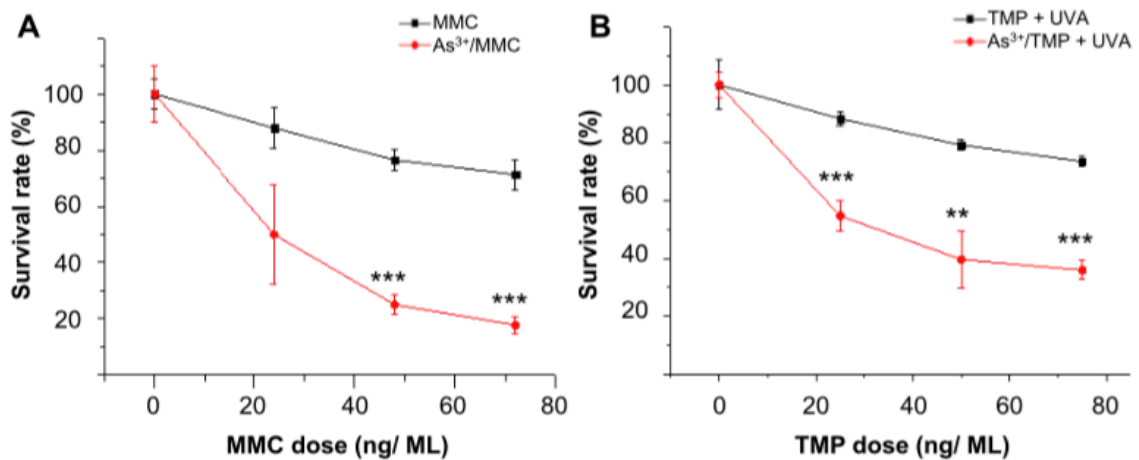 A
MMC
As³⁺/MMC
Survival rate (%)
100
80
60
40
20
***
***
0
20
40
60
80
MMC dose (ng/ ML)
B
TMP + UVA
As³⁺/TMP + UVA
Survival rate (%)
100
80
60
40
20
***
**
***
0
20
40
60
80
TMP dose (ng/ ML)